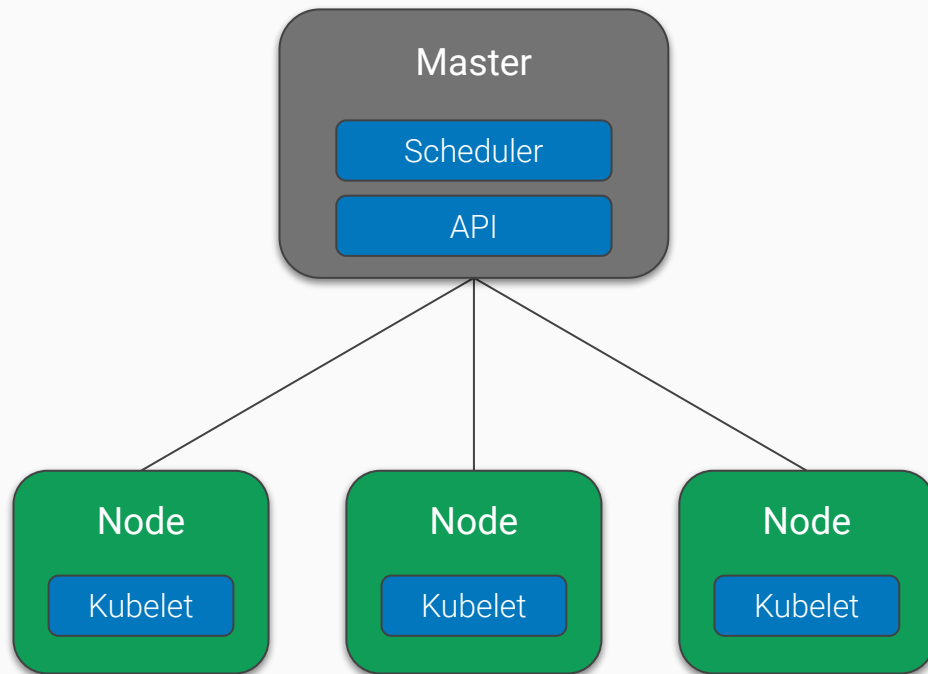 Master
Scheduler
API
Node
Kubelet
Node
Kubelet
Node
Kubelet